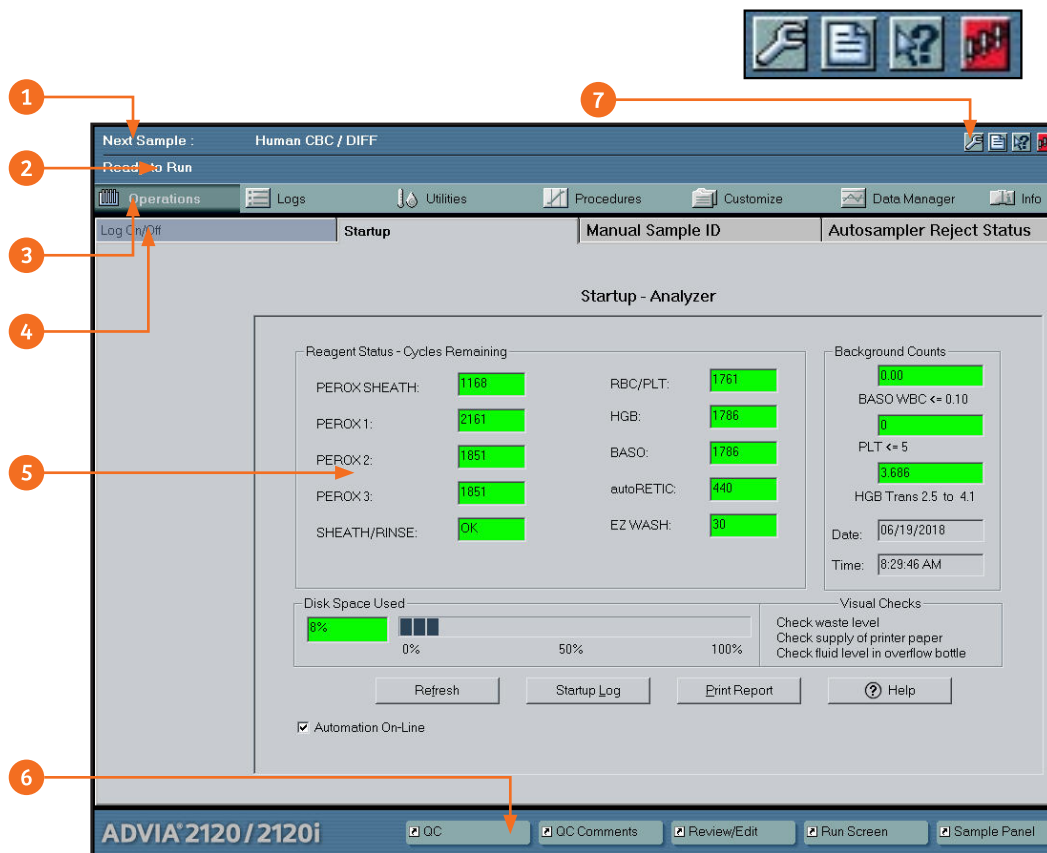 1
7
Next Sample : Human CBC / DIFF
2
Ready to Run
Operations Logs Utilities Procedures Customize Data Manager Info
Log On/Off Startup Manual Sample ID Autosampler Reject Status
3
4
Startup - Analyzer
Reagent Status - Cycles Remaining
PEROX SHEATH: 1168
PEROX 1: 2161
PEROX 2: 1851
PEROX 3: 1851
SHEATH/RINSE: OK
RBC/PLT: 1761
HGB: 1786
BASO: 1786
autoRETIC: 440
EZ WASH: 30
Background Counts
0.00
BASO WBC <= 0.10
0
PLT <= 5
3.686
HGB Trans 2.5 to 4.1
Date: 06/19/2018
Time: 8:29:46 AM
5
Disk Space Used
8%
0% 50% 100%
Visual Checks
Check waste level
Check supply of printer paper
Check fluid level in overflow bottle
Refresh Startup Log Print Report ? Help
Automation On-Line
6
ADVIA® 2120 / 2120i QC QC Comments Review/Edit Run Screen Sample Panel